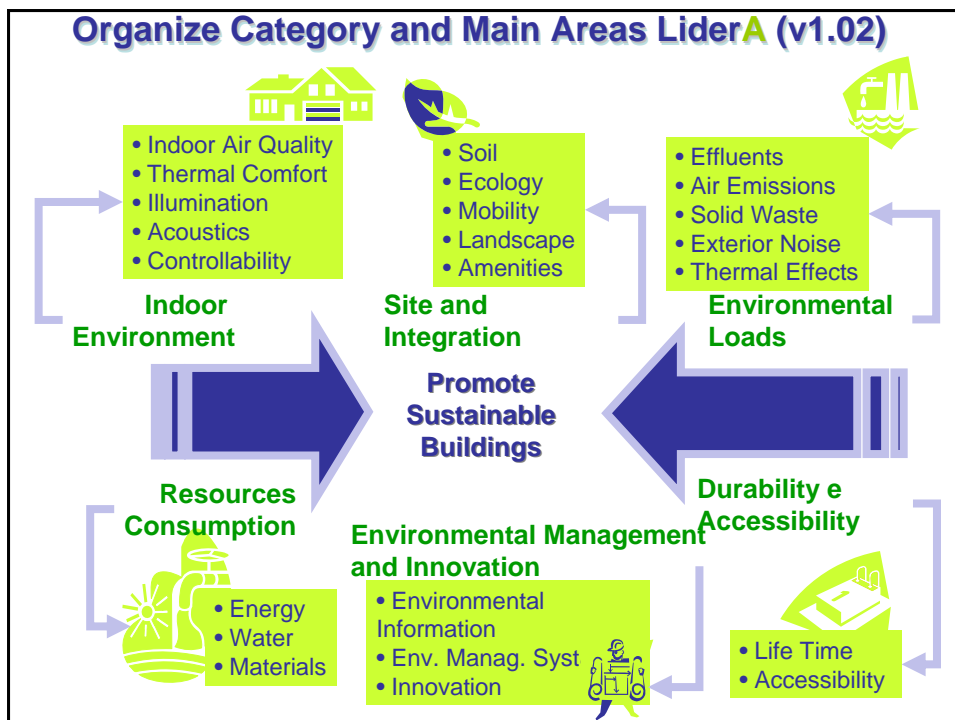 Organize Category and Main Areas LiderA (v1.02)
• Indoor Air Quality
• Thermal Comfort
• Illumination
• Acoustics
• Controllability
• Soil
• Ecology
• Mobility
• Landscape
• Amenities
• Effluents
• Air Emissions
• Solid Waste
• Exterior Noise
• Thermal Effects
Indoor
Environment
Site and
Integration
Environmental
Loads
Promote
Sustainable
Buildings
Resources
Consumption
Environmental Management
and Innovation
Durability e
Accessibility
• Energy
• Water
• Materials
• Environmental
Information
• Env. Manag. Syst
• Innovation
• Life Time
• Accessibility